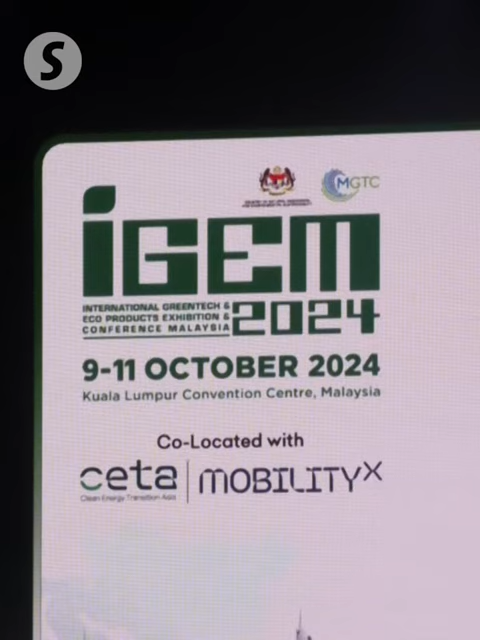 S
MGTC
iGEM
INTERNATIONAL GREENTECH &
ECO PRODUCTS EXHIBITION &
CONFERENCE MALAYSIA
2024
9-11 OCTOBER 2024
Kuala Lumpur Convention Centre, Malaysia
Co-Located with
ceta
Clean Energy Transition Asia
MOBILITYX